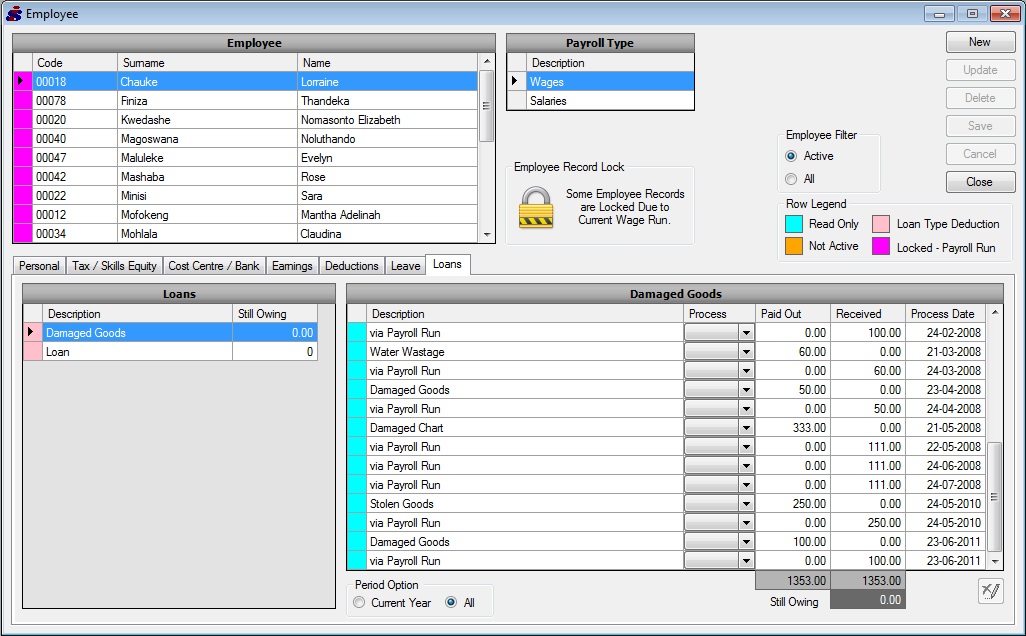 Employee
Employee
Code Surname Name
00018 Chauke Lorraine
00078 Finiza Thandeka
00020 Kwedashe Nomasonto Elizabeth
00040 Magoswana Noluthando
00047 Maluleke Evelyn
00042 Mashaba Rose
00022 Minisi Sara
00012 Mofokeng Mantha Adelinah
00034 Mohlala Claudina
Payroll Type
Description
Wages
Salaries
Employee Record Lock
Some Employee Records
are Locked Due to
Current Wage Run.
Employee Filter
Active
All
Row Legend
Read Only Loan Type Deduction
Not Active Locked - Payroll Run
New
Update
Delete
Save
Cancel
Close
Personal Tax / Skills Equity Cost Centre / Bank Earnings Deductions Leave Loans
Loans
Description Still Owing
Damaged Goods 0.00
Loan 0
Damaged Goods
Description Process Paid Out Received Process Date
via Payroll Run 0.00 100.00 24-02-2008
Water Wastage 60.00 0.00 21-03-2008
via Payroll Run 0.00 60.00 24-03-2008
Damaged Goods 50.00 0.00 23-04-2008
via Payroll Run 0.00 50.00 24-04-2008
Damaged Chart 333.00 0.00 21-05-2008
via Payroll Run 0.00 111.00 22-05-2008
via Payroll Run 0.00 111.00 24-06-2008
via Payroll Run 0.00 111.00 24-07-2008
Stolen Goods 250.00 0.00 24-05-2010
via Payroll Run 0.00 250.00 24-05-2010
Damaged Goods 100.00 0.00 23-06-2011
via Payroll Run 0.00 100.00 23-06-2011
1353.00 1353.00
Still Owing 0.00
Period Option
Current Year All